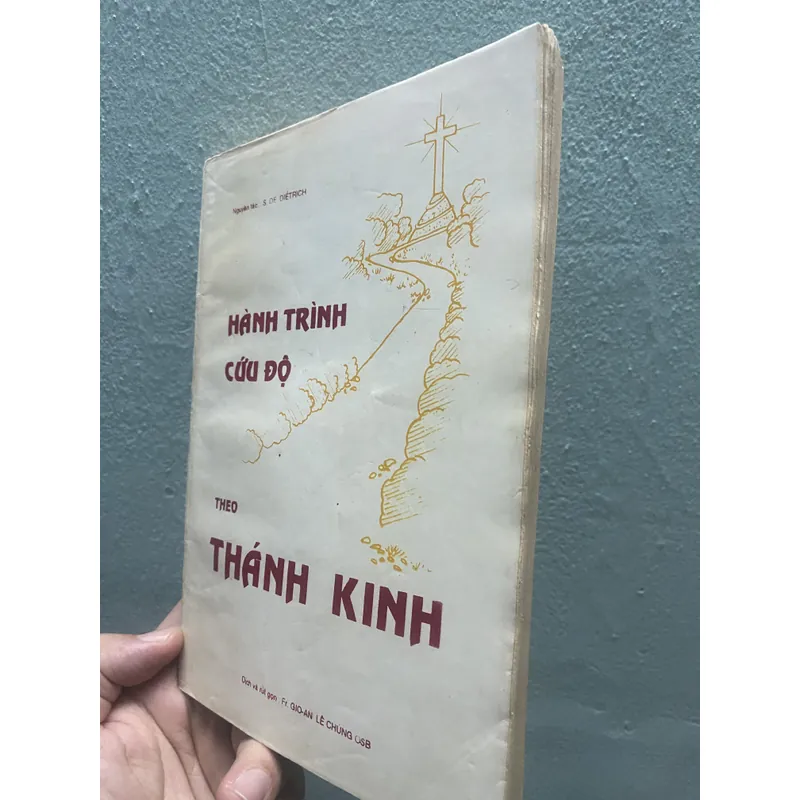 Nguyên tác: S. DE DIÉTRICH
HÀNH TRÌNH
CỨU ĐỘ
THEO
THÁNH KINH
Dịch và rút gọn: Fr. GIO-AN LÊ CHÙNG OSB